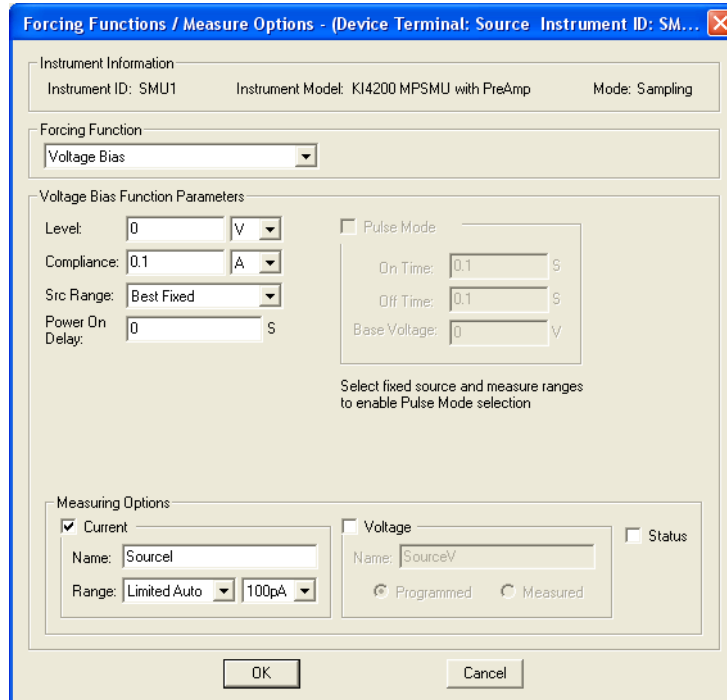 Forcing Functions / Measure Options - (Device Terminal: Source Instrument ID: SM...
Instrument Information
Instrument ID: SMU1 Instrument Model: KI4200 MPSMU with PreAmp Mode: Sampling
Forcing Function
Voltage Bias
Voltage Bias Function Parameters
Level: 0 V
Compliance: 0.1 A
Src Range: Best Fixed
Power On
Delay: 0 S
Pulse Mode
On Time: 0.1 S
Off Time: 0.1 S
Base Voltage: 0 V
Select fixed source and measure ranges
to enable Pulse Mode selection
Measuring Options
Current
Name: SourceI
Range: Limited Auto 100pA
Voltage
Name: SourceV
Programmed Measured
Status
OK Cancel